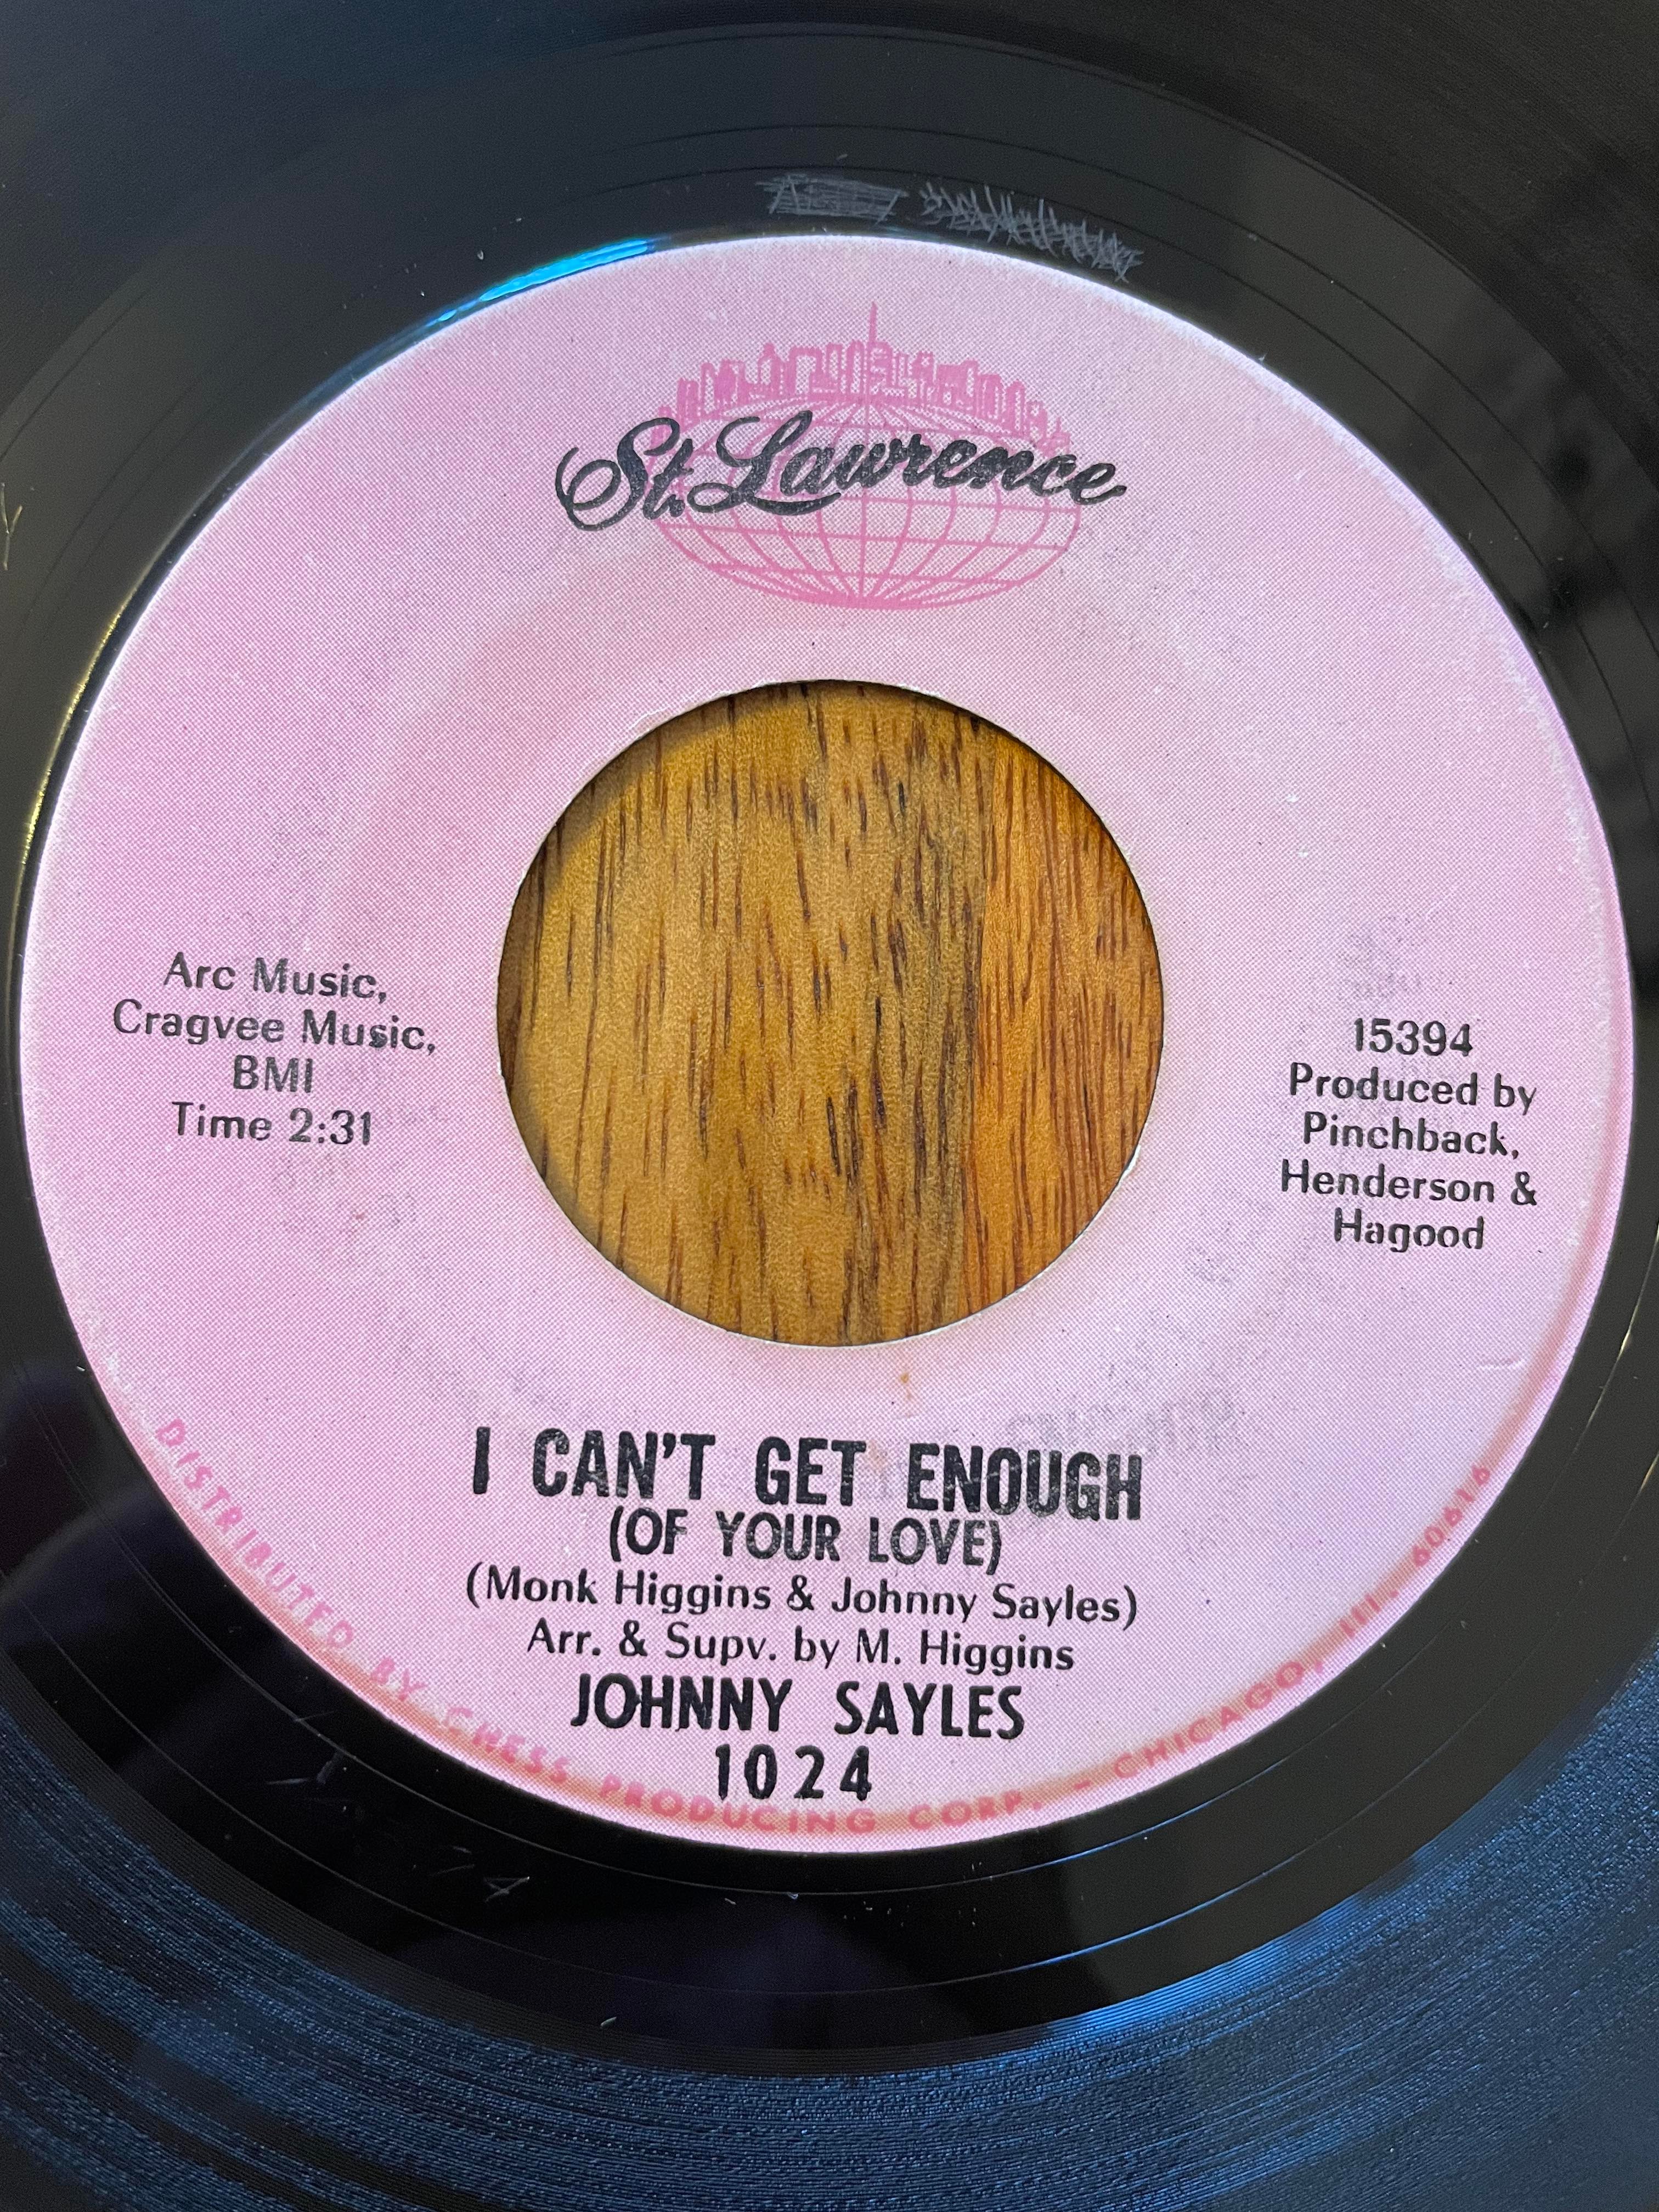 St. Lawrence
Arc Music,
Cragvee Music,
BMI
Time 2:31
15394
Produced by
Pinchback,
Henderson &
Hagood
I CAN'T GET ENOUGH
(OF YOUR LOVE)
(Monk Higgins & Johnny Sayles)
Arr. & Supv. by M. Higgins
JOHNNY SAYLES
1024
DISTRIBUTED BY CHESS PRODUCING CORP. - CHICAGO, Ill. 60616